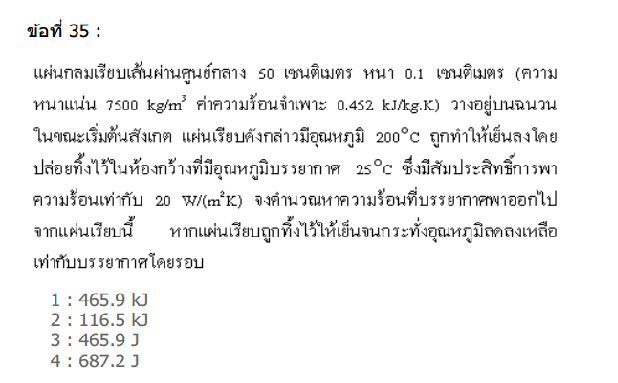 ข้อที่ 35 :
แผ่นกลมเรียบเส้นผ่านศูนย์กลาง 50 เซนติเมตร หนา 0.1 เซนติเมตร (ความ
หนาแน่น 7500 kg/m³ ค่าความร้อนจำเพาะ 0.452 kJ/kg.K) วางอยู่บนฉนวน
ในขณะเริ่มต้นสังเกต แผ่นเรียบดังกล่าวมีอุณหภูมิ 200°C ถูกทำให้เย็นลงโดย
ปล่อยทิ้งไว้ในห้องกว้างที่มีอุณหภูมิบรรยากาศ 25°C ซึ่งมีสัมประสิทธิ์การพา
ความร้อนเท่ากับ 20 W/(m²K) จงคำนวณหาความร้อนที่บรรยากาศพาออกไป
จากแผ่นเรียบนี้ หากแผ่นเรียบถูกทิ้งไว้ให้เย็นจนกระทั่งอุณหภูมิลดลงเหลือ
เท่ากับบรรยากาศโดยรอบ
1 : 465.9 kJ
2 : 116.5 kJ
3 : 465.9 J
4 : 687.2 J